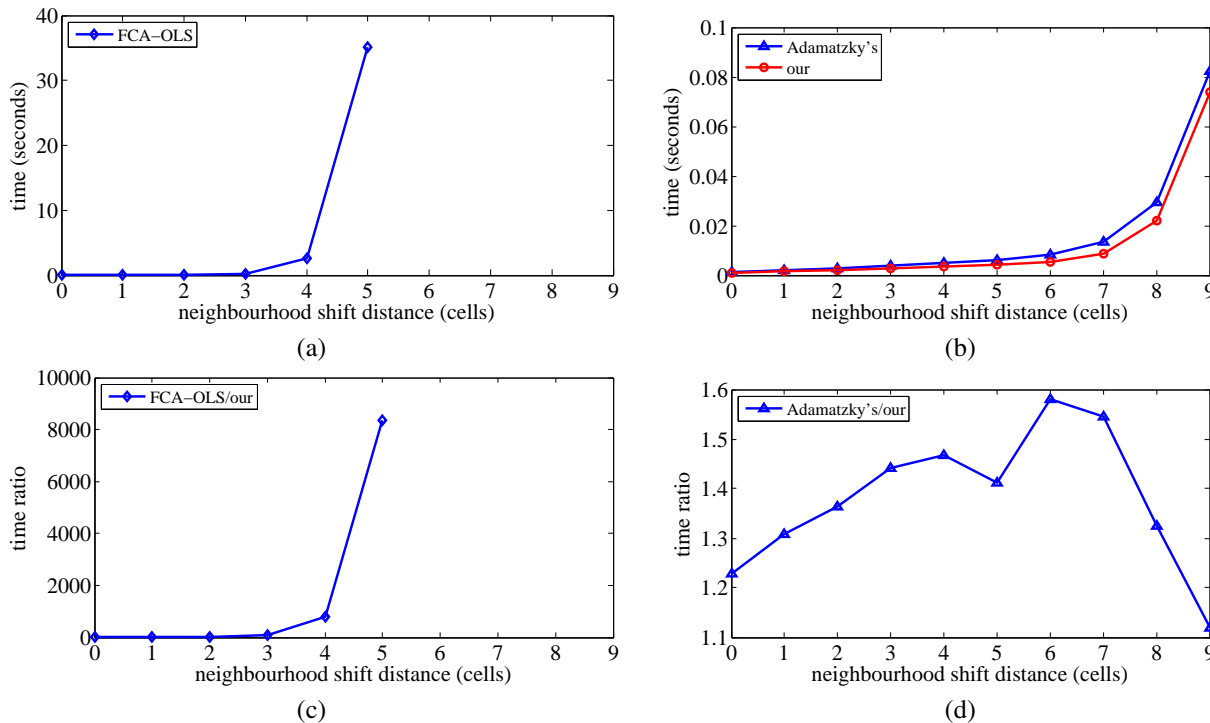 FCA−OLS
40
30
20
10
0
time (seconds)
0 1 2 3 4 5 6 7 8 9
neighbourhood shift distance (cells)
(a)
Adamatzky's
our
0.1
0.08
0.06
0.04
0.02
0
time (seconds)
0 1 2 3 4 5 6 7 8 9
neighbourhood shift distance (cells)
(b)
FCA−OLS/our
10000
8000
6000
4000
2000
0
time ratio
0 1 2 3 4 5 6 7 8 9
neighbourhood shift distance (cells)
(c)
Adamatzky's/our
1.6
1.5
1.4
1.3
1.2
1.1
time ratio
0 1 2 3 4 5 6 7 8 9
neighbourhood shift distance (cells)
(d)